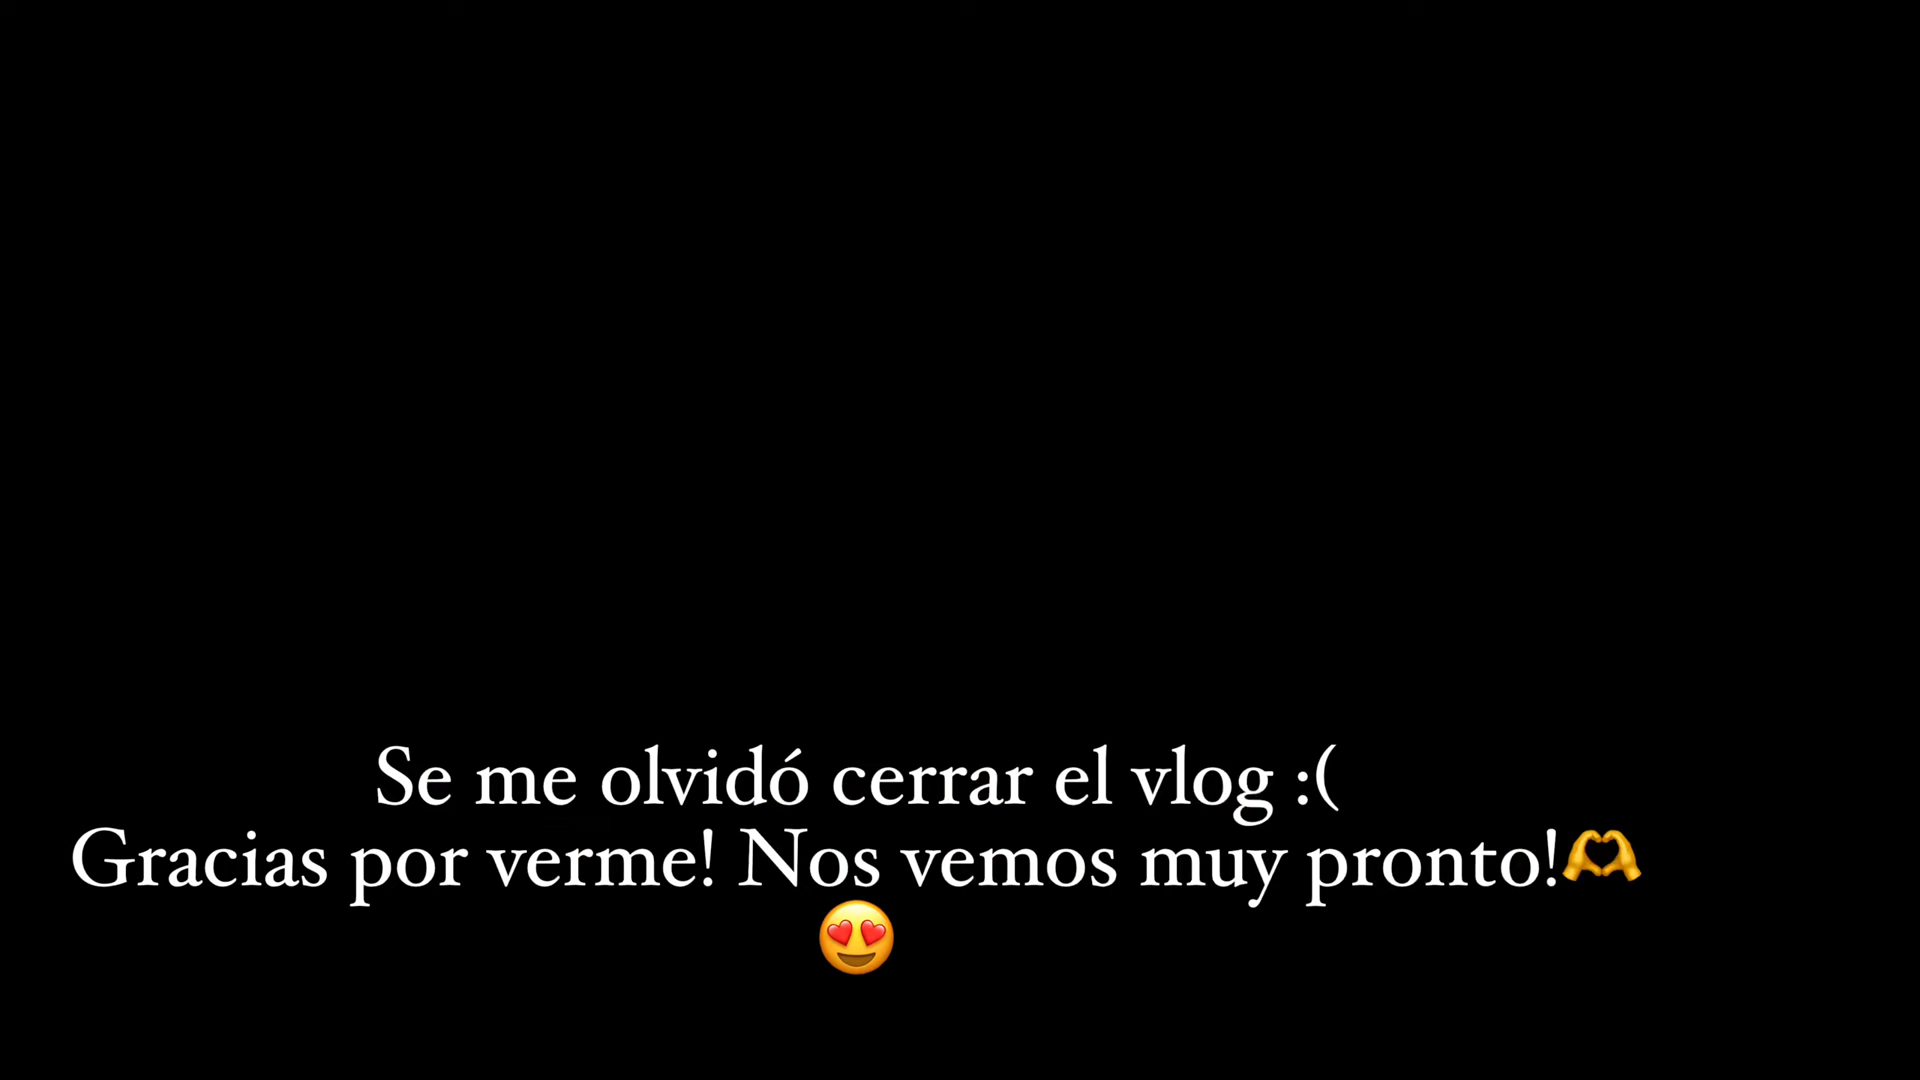 Se me olvidó cerrar el vlog :(
Gracias por verme! Nos vemos muy pronto!🫶
😍